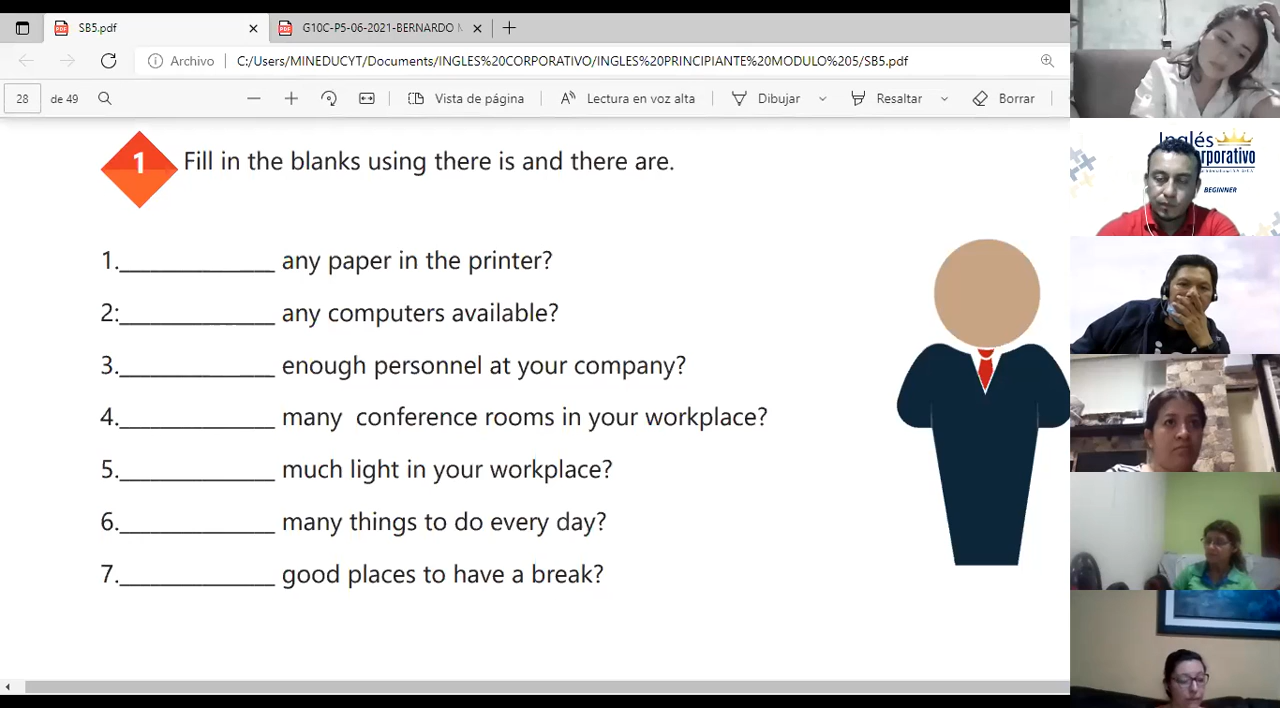 SB5.pdf
G10C-P5-06-2021-BERNARDO
Archivo C:/Users/MINEDUCYT/Documents/INGLES%20CORPORATIVO/INGLES%20PRINCIPIANTE%20MODULO%205/SB5.pdf
28 de 49 Vista de página Lectura en voz alta Dibujar Resaltar Borrar
1 Fill in the blanks using there is and there are.
1._____________ any paper in the printer?
2:_____________ any computers available?
3._____________ enough personnel at your company?
4._____________ many conference rooms in your workplace?
5._____________ much light in your workplace?
6._____________ many things to do every day?
7._____________ good places to have a break?
Inglés
BEGINNER